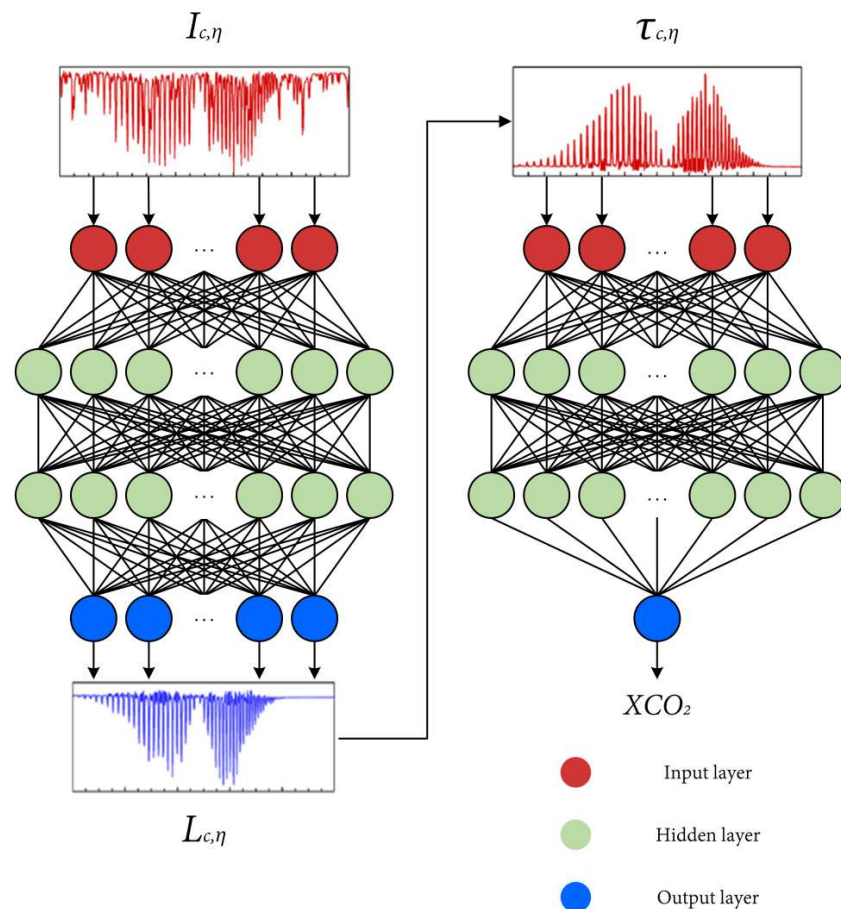 I_{c,η}
τ_{c,η}
...
...
...
...
...
...
...
L_{c,η}
XCO₂
Input layer
Hidden layer
Output layer